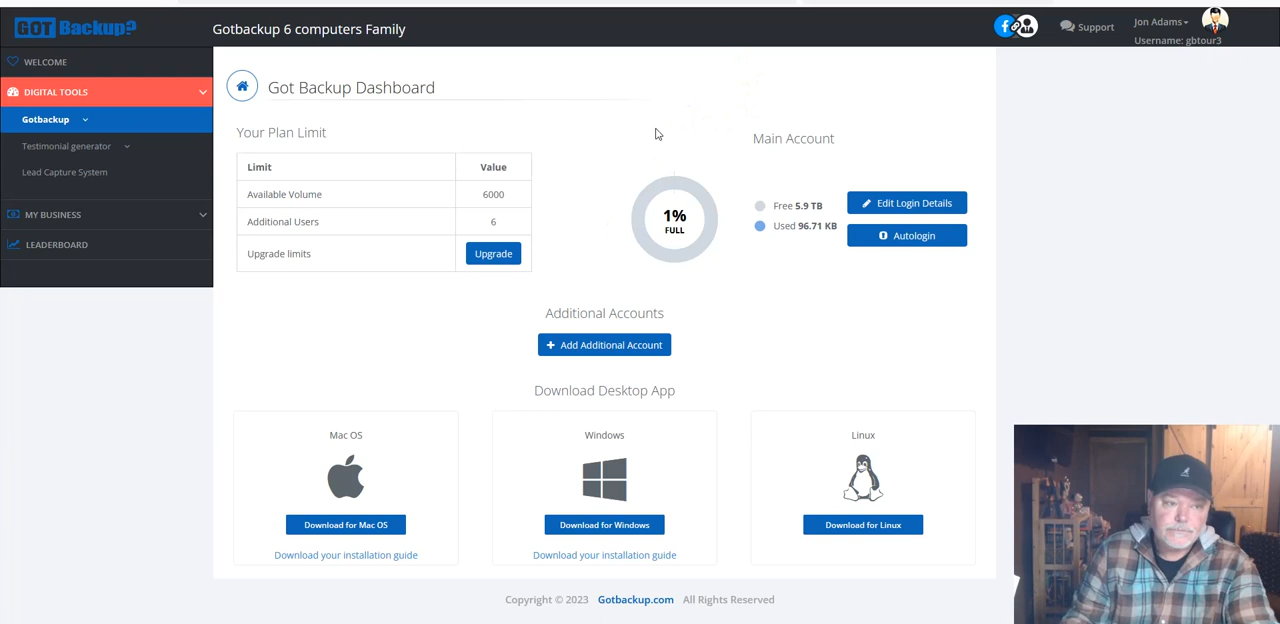 GOT Backup?
Gotbackup 6 computers Family
Support
Jon Adams
Username: gbtour3
WELCOME
DIGITAL TOOLS
Gotbackup
Testimonial generator
Lead Capture System
MY BUSINESS
LEADERBOARD
Got Backup Dashboard
Your Plan Limit
Limit Value
Available Volume 6000
Additional Users 6
Upgrade limits Upgrade
1%
FULL
Main Account
Free 5.9 TB
Used 96.71 KB
Edit Login Details
Autologin
Additional Accounts
+ Add Additional Account
Download Desktop App
Mac OS
Download for Mac OS
Download your installation guide
Windows
Download for Windows
Download your installation guide
Linux
Download for Linux
Copyright © 2023 Gotbackup.com All Rights Reserved